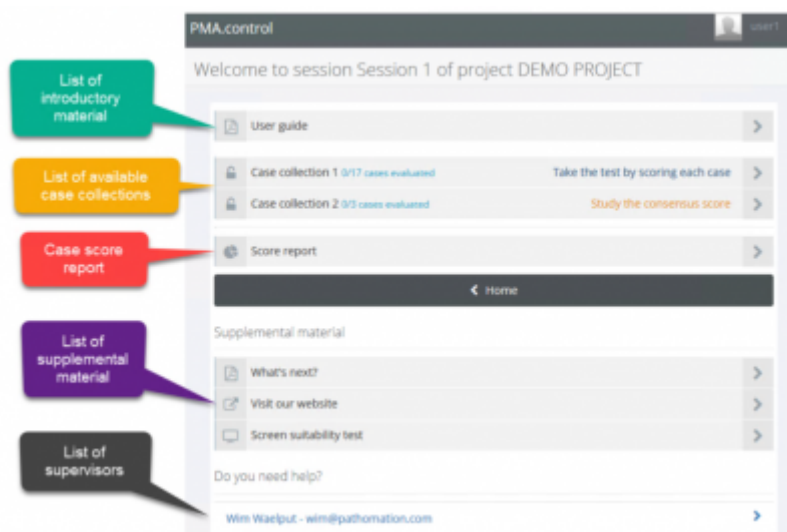 PMA.control
user1
Welcome to session Session 1 of project DEMO PROJECT
List of
introductory
material
User guide
List of available
case collections
Case collection 1 0/17 cases evaluated
Take the test by scoring each case
Case collection 2 0/3 cases evaluated
Study the consensus score
Case score
report
Score report
Home
Supplemental material
List of
supplemental
material
What's next?
Visit our website
Screen suitability test
List of
supervisors
Do you need help?
Wim Waelput - wim@pathomation.com